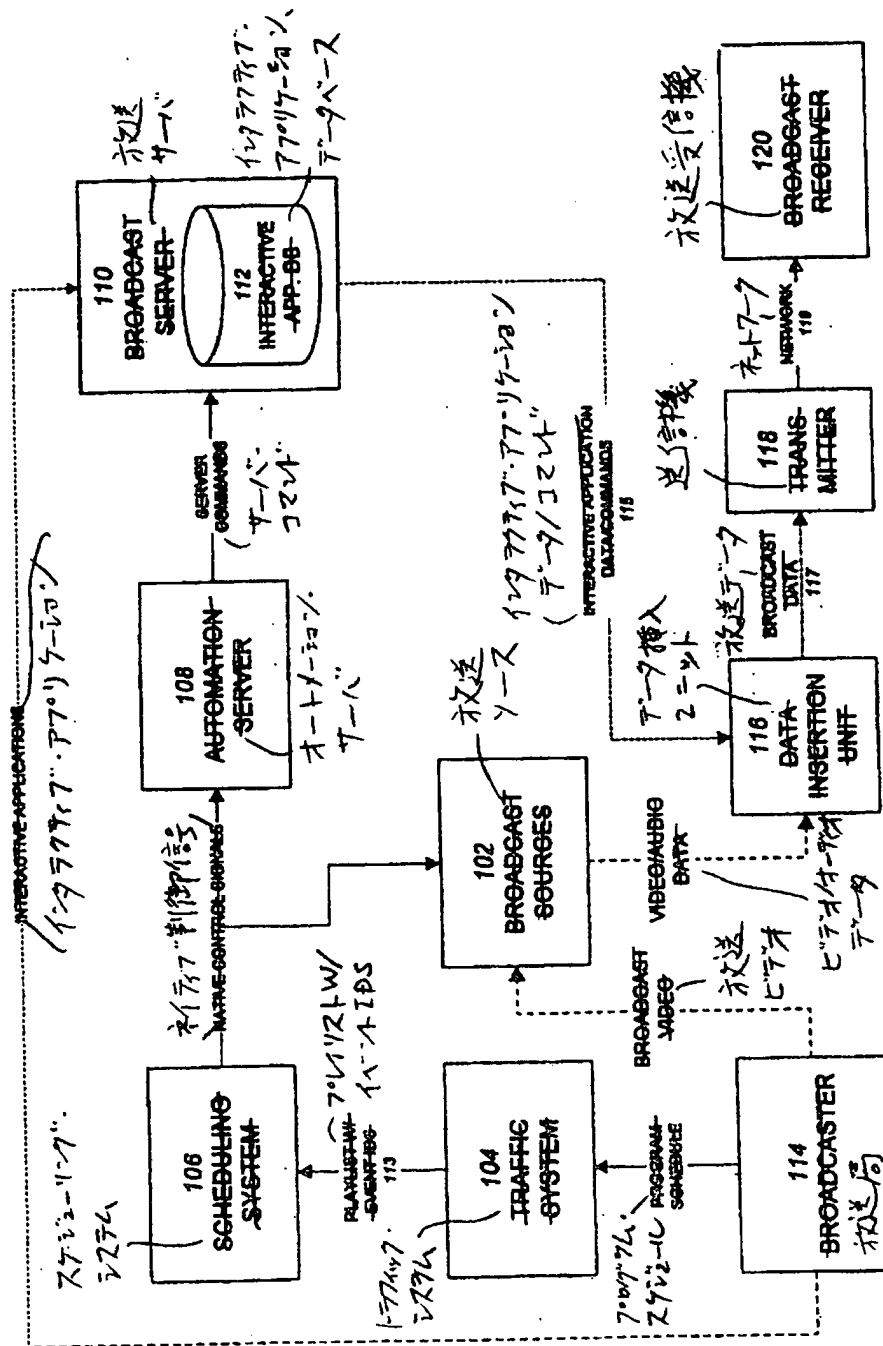 INTERACTIVE APPLICATIONS
インタラクティブ・アプリケーション
スケジューリング・
システム
106
SCHEDULING
SYSTEM
ネイティブ制御信号
NATIVE CONTROL SIGNALS
108
AUTOMATION
SERVER
オートメーション
サーバ
SERVER
COMMANDS
サーバー
コマンド
110
BROADCAST
SERVER
放送
サーバ
112
INTERACTIVE
APP. DB
インタラクティブ・
アプリケーション、
データベース
PLAYLIST W/
EVENT IDS
113
プレイリストW/
イベントIDS
104
TRAFFIC
SYSTEM
トラフィック・
システム
102
BROADCAST
SOURCES
放送
ソース
インタラクティブ・アプーリケーション
データ/コマンド
INTERACTIVE APPLICATION
DATA/COMMANDS
115
PROGRAM
SCHEDULE
プログラム・
スケジュール
BROADCAST
VIDEO
放送
ビデオ
VIDEO/AUDIO
DATA
ビデオ/オーディオ
データ
データ挿入
ユニット
116
DATA
INSERTION
UNIT
放送データ
BROADCAST
DATA
117
送信機
118
TRANS-
MITTER
ネットワーク
NETWORK
119
放送受信機
120
BROADCAST
RECEIVER
114
BROADCASTER
放送局